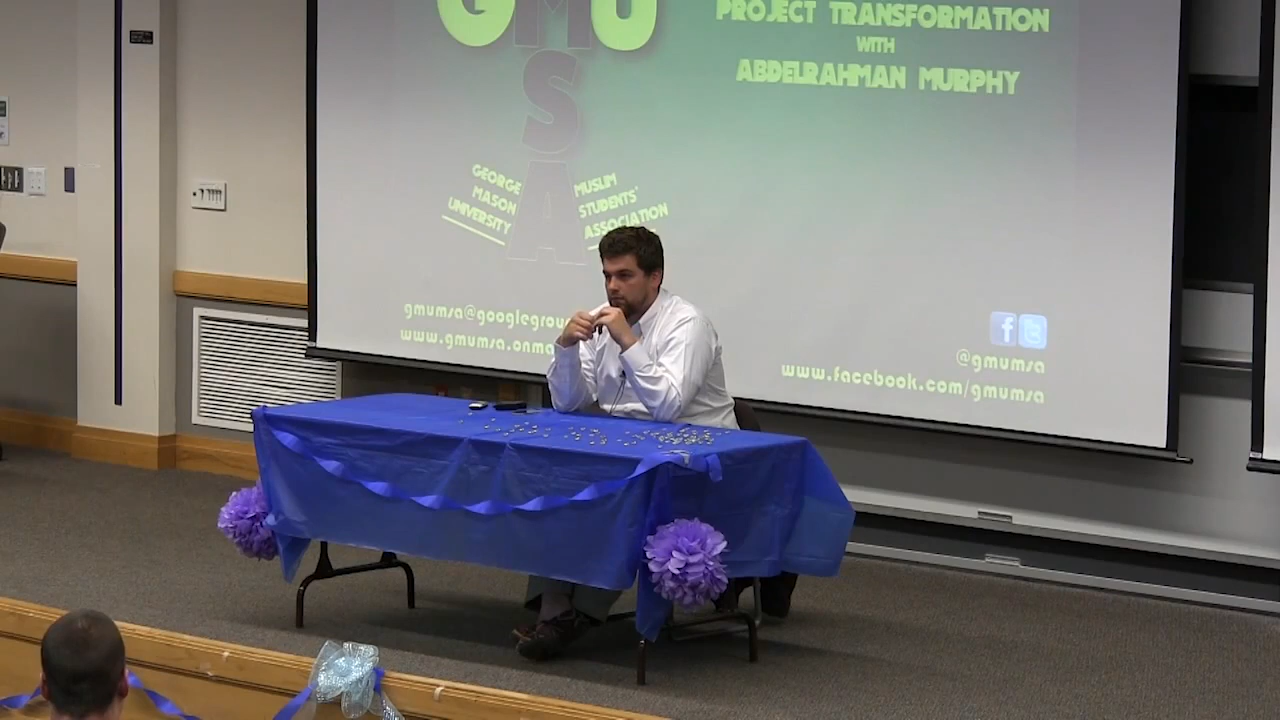 GMU
S
A
GEORGE
MASON
UNIVERSITY
MUSLIM
STUDENTS'
ASSOCIATION
PROJECT TRANSFORMATION
WITH
ABDELRAHMAN MURPHY
gmumsa@googlegrou
www.gmumsa.onma
f t
@gmumsa
www.facebook.com/gmumsa